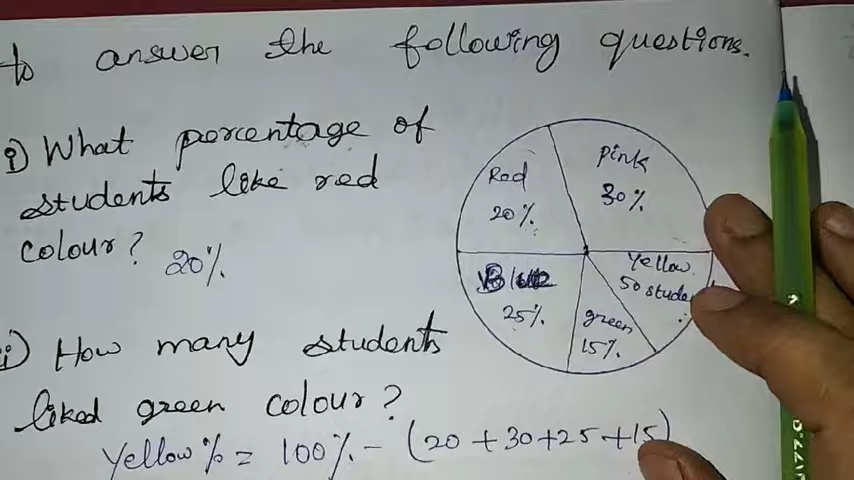 to answer the following questions.
i) What percentage of
students like red
colour? 20%
Red
20%
Pink
30%
Blue
25%
Yellow
50 stude
green
15%
ii) How many students
liked green colour?
Yellow % = 100% - (20 + 30 + 25 + 15)